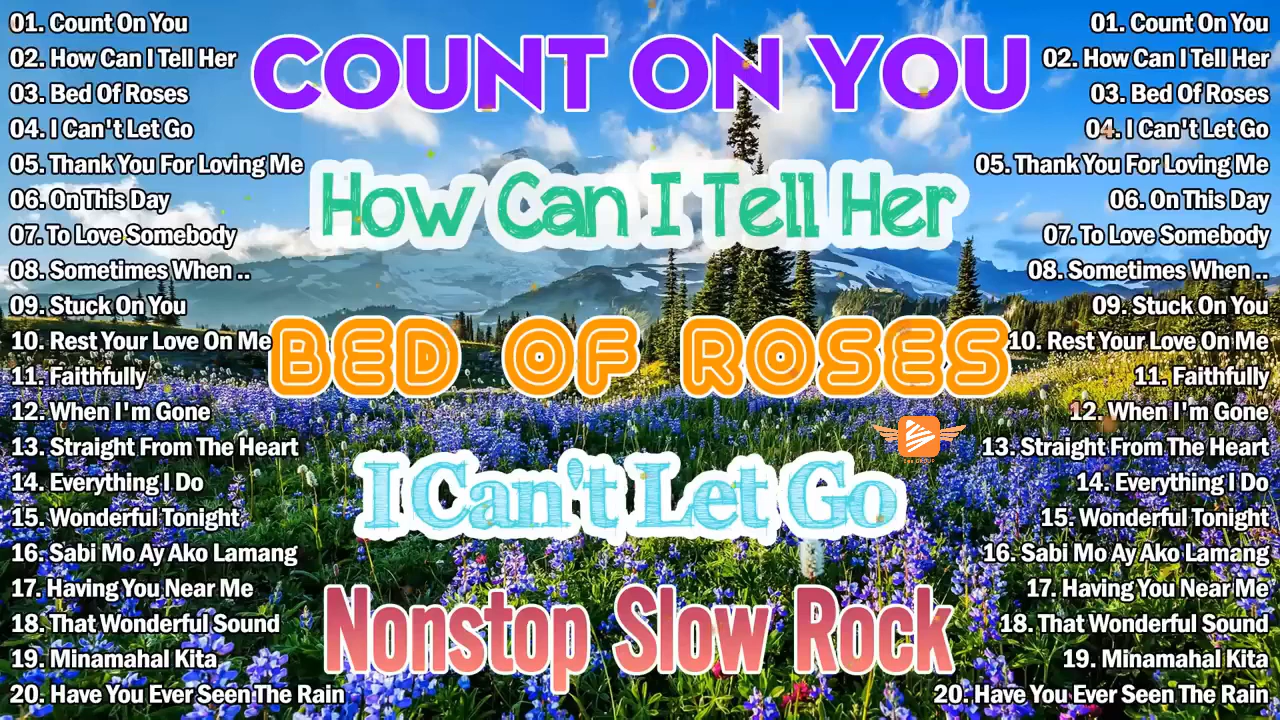 01. Count On You
02. How Can I Tell Her
03. Bed Of Roses
04. I Can't Let Go
05. Thank You For Loving Me
06. On This Day
07. To Love Somebody
08. Sometimes When ..
09. Stuck On You
10. Rest Your Love On Me
11. Faithfully
12. When I'm Gone
13. Straight From The Heart
14. Everything I Do
15. Wonderful Tonight
16. Sabi Mo Ay Ako Lamang
17. Having You Near Me
18. That Wonderful Sound
19. Minamahal Kita
20. Have You Ever Seen The Rain
COUNT ON YOU
How Can I Tell Her
BED OF ROSES
I Can't Let Go
Nonstop Slow Rock
01. Count On You
02. How Can I Tell Her
03. Bed Of Roses
04. I Can't Let Go
05. Thank You For Loving Me
06. On This Day
07. To Love Somebody
08. Sometimes When ..
09. Stuck On You
10. Rest Your Love On Me
11. Faithfully
12. When I'm Gone
13. Straight From The Heart
14. Everything I Do
15. Wonderful Tonight
16. Sabi Mo Ay Ako Lamang
17. Having You Near Me
18. That Wonderful Sound
19. Minamahal Kita
20. Have You Ever Seen The Rain